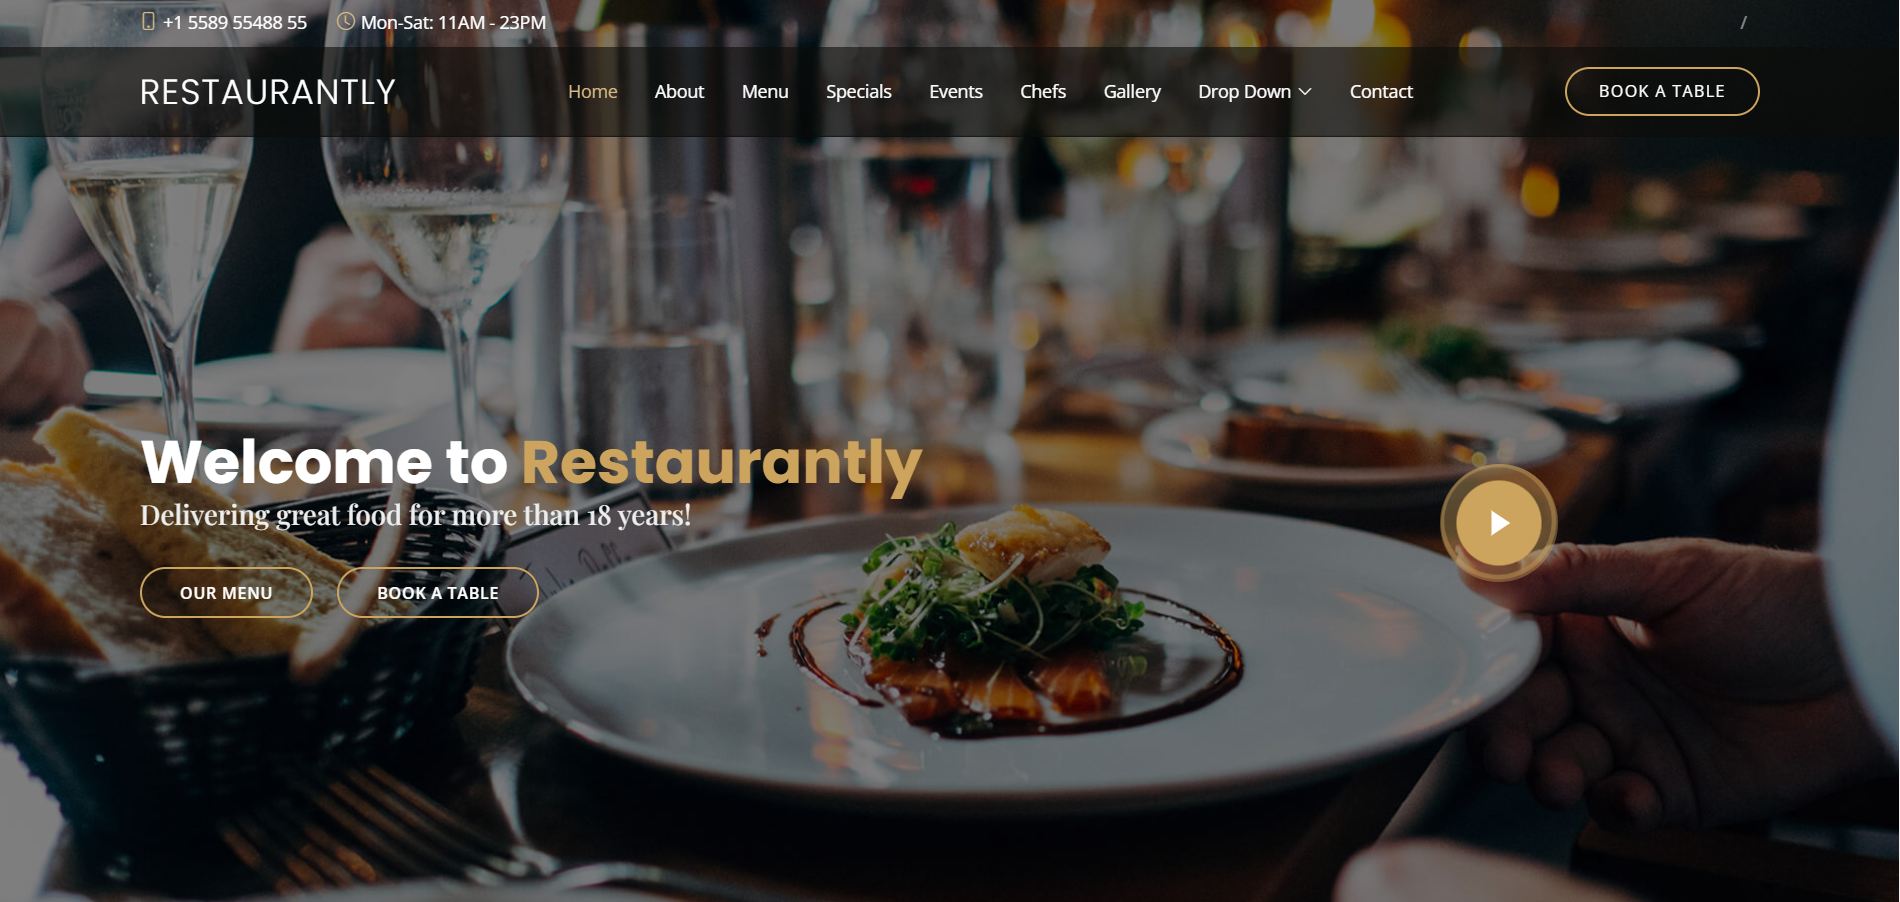 +1 5589 55488 55 Mon-Sat: 11AM - 23PM /
RESTAURANTLY Home About Menu Specials Events Chefs Gallery Drop Down Contact BOOK A TABLE
Welcome to Restaurantly
Delivering great food for more than 18 years!
OUR MENU BOOK A TABLE